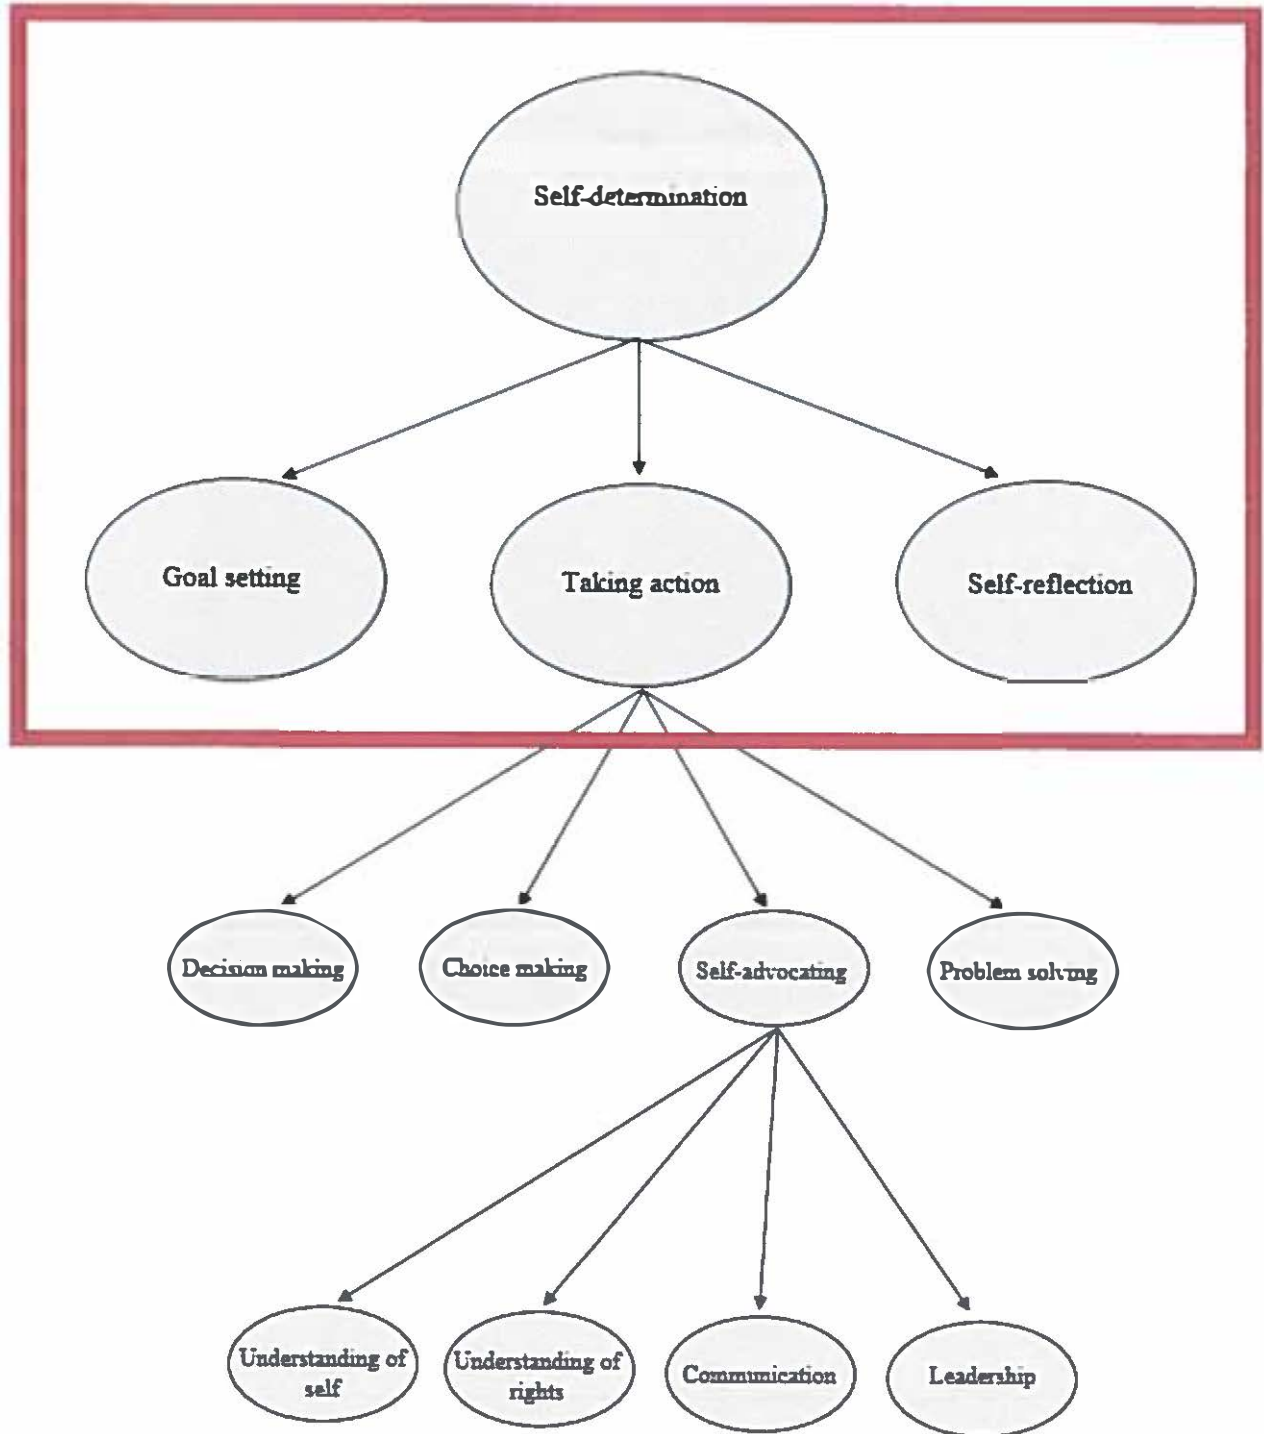 Self-determination
Goal setting
Taking action
Self-reflection
Decision making
Choice making
Self-advocating
Problem solving
Understanding of
self
Understanding of
rights
Communication
Leadership